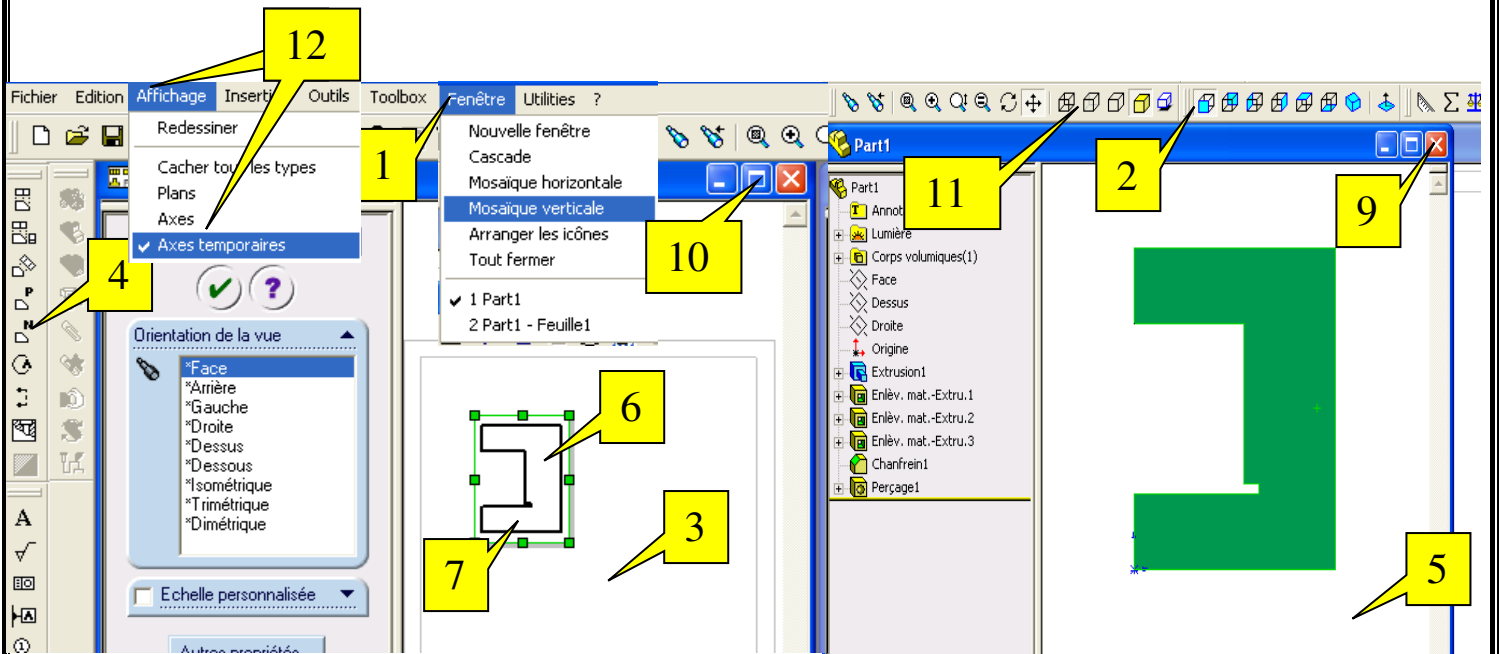 12
Fichier Edition Affichage Inserti Outils Toolbox Fenêtre Utilities ?
Redessiner
Cacher tous les types
Plans
Axes
Axes temporaires
Nouvelle fenêtre
Cascade
Mosaïque horizontale
Mosaïque verticale
Arranger les icônes
Tout fermer
1 Part1
2 Part1 - Feuille1
1
10
4
Orientation de la vue
*Face
*Arrière
*Gauche
*Droite
*Dessus
*Dessous
*Isométrique
*Trimétrique
*Dimétrique
Echelle personnalisée
Autres propriétés
6
3
7
Part1
11
2
9
Part1
Annot
Lumière
Corps volumiques(1)
Face
Dessus
Droite
Origine
Extrusion1
Enlèv. mat.-Extru.1
Enlèv. mat.-Extru.2
Enlèv. mat.-Extru.3
Chanfrein1
Perçage1
5